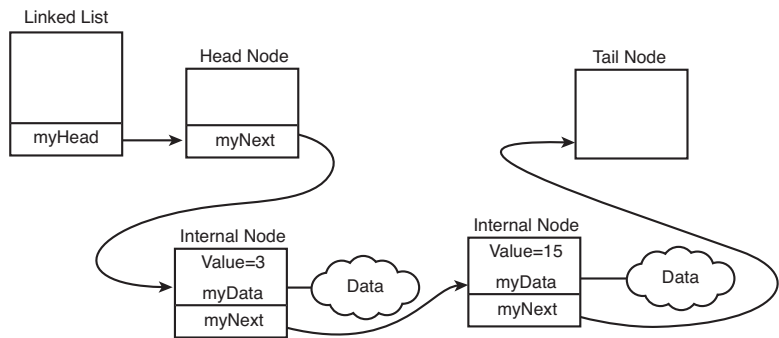 Linked List
Head Node
Tail Node
myHead
myNext
Internal Node
Value=3
myData
myNext
Data
Internal Node
Value=15
myData
myNext
Data